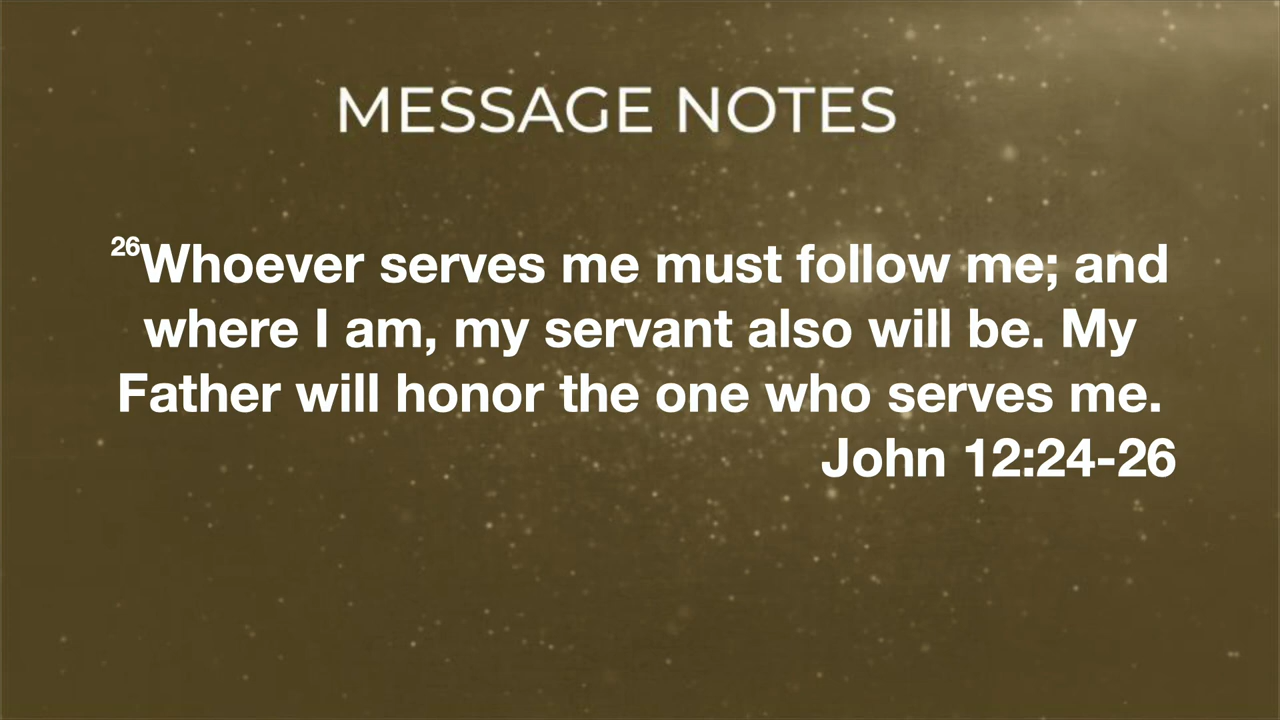 MESSAGE NOTES
26Whoever serves me must follow me; and
where I am, my servant also will be. My
Father will honor the one who serves me.
John 12:24-26